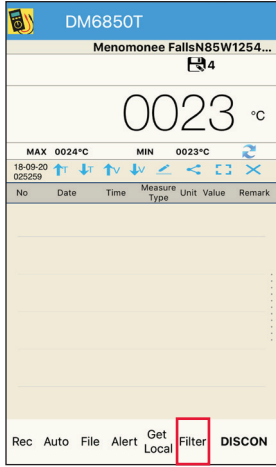 DM6850T
Menomonee FallsN85W1254...
4
0023 °C
MAX 0024°C MIN 0023°C
18-09-20
025259
T T V V
No Date Time Measure Type Unit Value Remark
Rec Auto File Alert Get Local Filter DISCON